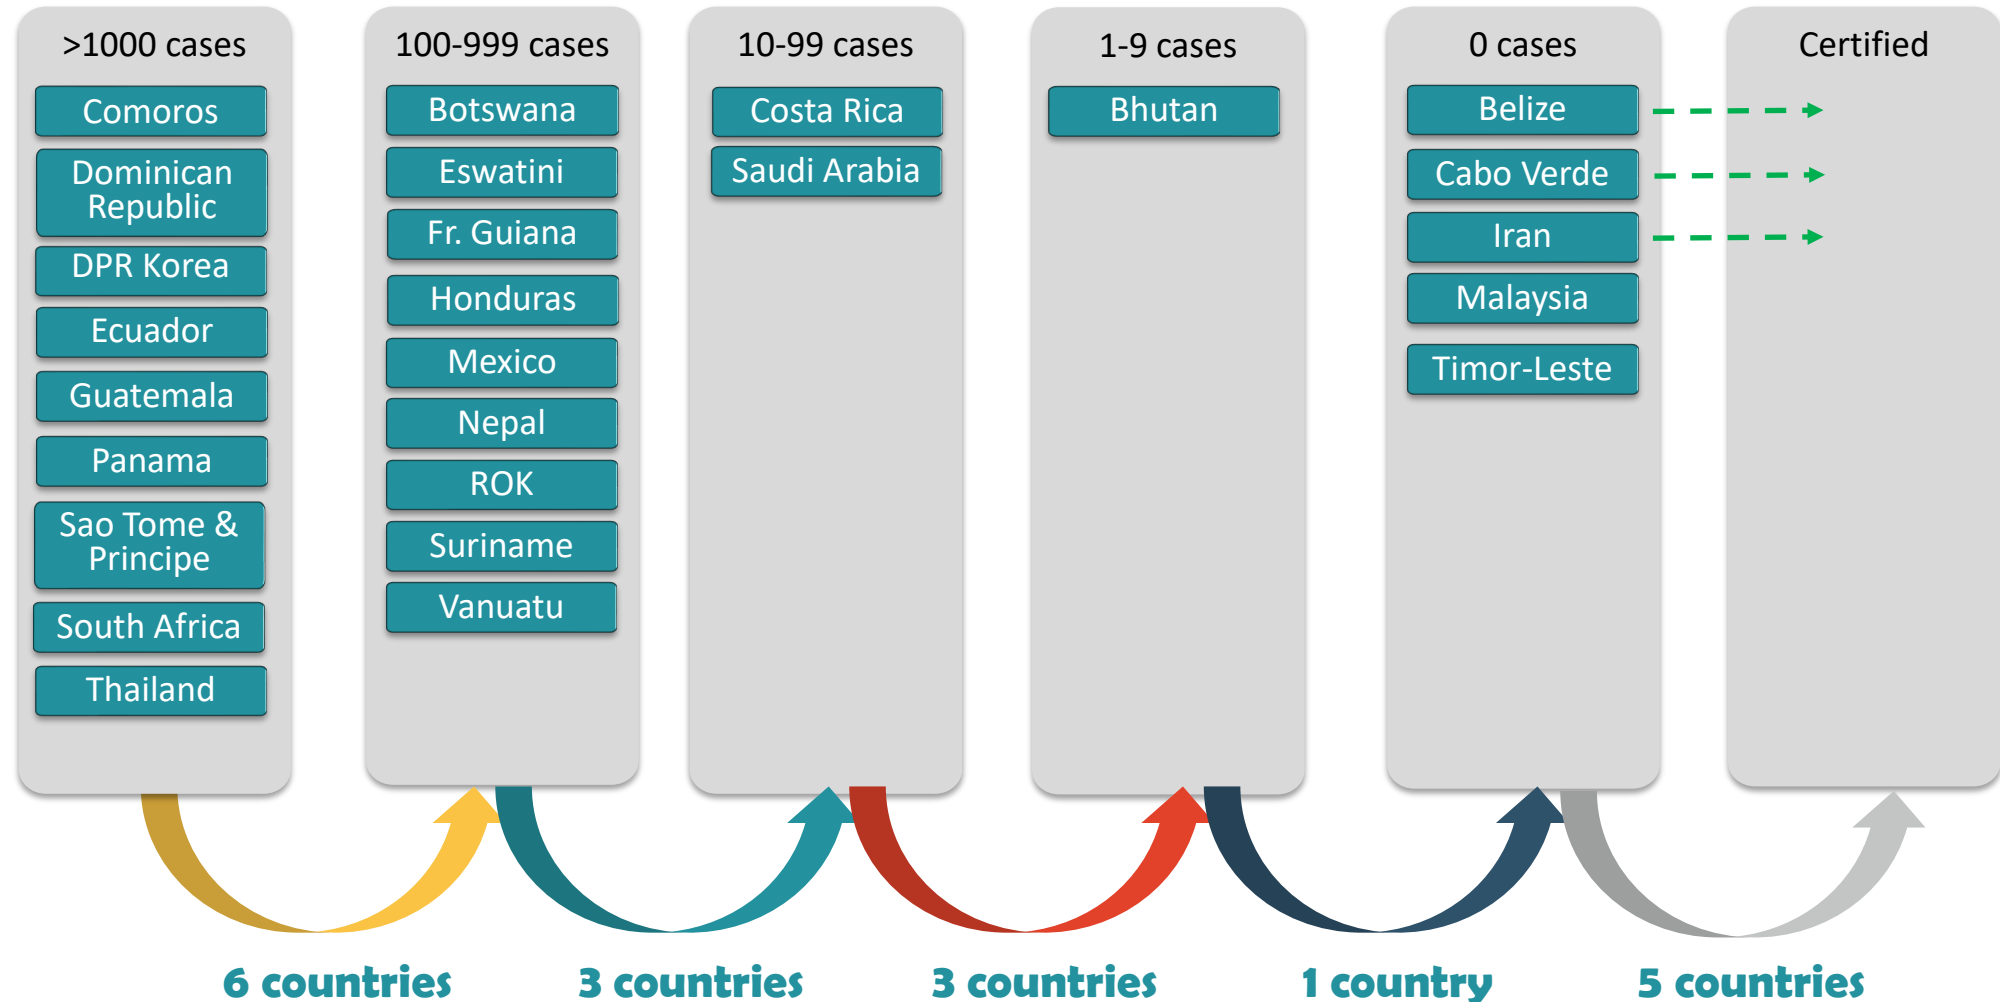 >1000 cases
Comoros
Dominican
Republic
DPR Korea
Ecuador
Guatemala
Panama
Sao Tome &
Principe
South Africa
Thailand
100-999 cases
Botswana
Eswatini
Fr. Guiana
Honduras
Mexico
Nepal
ROK
Suriname
Vanuatu
10-99 cases
Costa Rica
Saudi Arabia
1-9 cases
Bhutan
0 cases
Belize
Cabo Verde
Iran
Malaysia
Timor-Leste
Certified
6 countries
3 countries
3 countries
1 country
5 countries